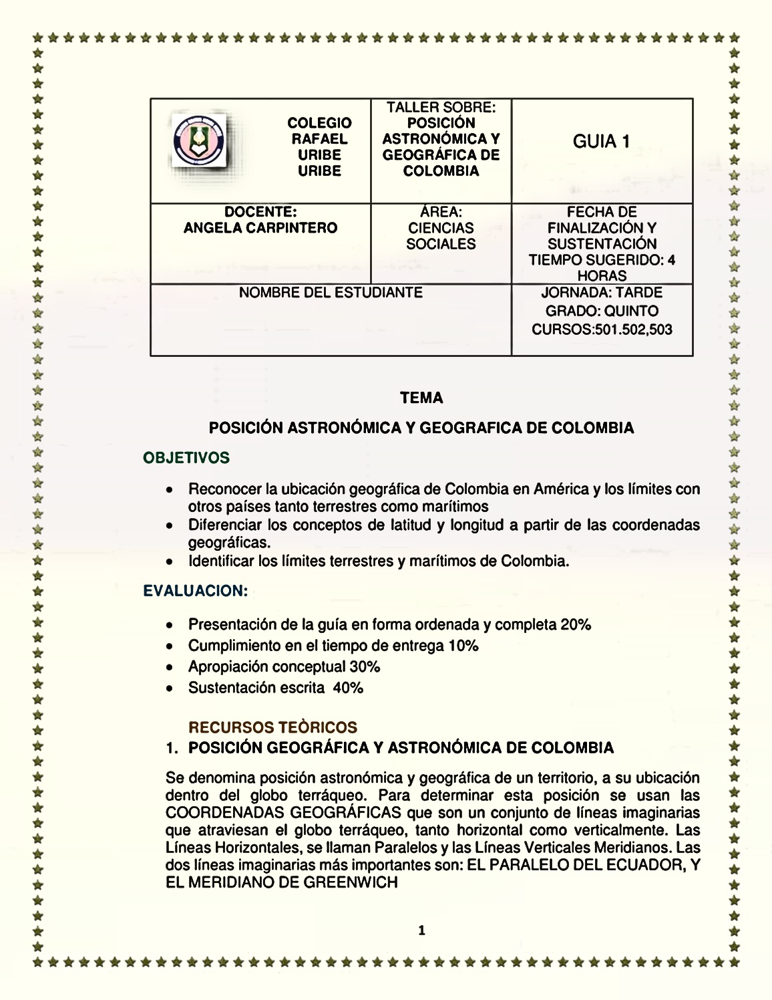 COLEGIO
RAFAEL
URIBE
URIBE
TALLER SOBRE:
POSICIÓN
ASTRONÓMICA Y
GEOGRÁFICA DE
COLOMBIA
GUIA 1
DOCENTE:
ANGELA CARPINTERO
ÁREA:
CIENCIAS
SOCIALES
FECHA DE
FINALIZACIÓN Y
SUSTENTACIÓN
TIEMPO SUGERIDO: 4
HORAS
NOMBRE DEL ESTUDIANTE
JORNADA: TARDE
GRADO: QUINTO
CURSOS:501.502,503
TEMA
POSICIÓN ASTRONÓMICA Y GEOGRAFICA DE COLOMBIA
OBJETIVOS
• Reconocer la ubicación geográfica de Colombia en América y los límites con
otros países tanto terrestres como marítimos
• Diferenciar los conceptos de latitud y longitud a partir de las coordenadas
geográficas.
• Identificar los límites terrestres y marítimos de Colombia.
EVALUACION:
• Presentación de la guía en forma ordenada y completa 20%
• Cumplimiento en el tiempo de entrega 10%
• Apropiación conceptual 30%
• Sustentación escrita 40%
RECURSOS TEÒRICOS
1. POSICIÓN GEOGRÁFICA Y ASTRONÓMICA DE COLOMBIA
Se denomina posición astronómica y geográfica de un territorio, a su ubicación
dentro del globo terráqueo. Para determinar esta posición se usan las
COORDENADAS GEOGRÁFICAS que son un conjunto de líneas imaginarias
que atraviesan el globo terráqueo, tanto horizontal como verticalmente. Las
Líneas Horizontales, se llaman Paralelos y las Líneas Verticales Meridianos. Las
dos líneas imaginarias más importantes son: EL PARALELO DEL ECUADOR, Y
EL MERIDIANO DE GREENWICH
1